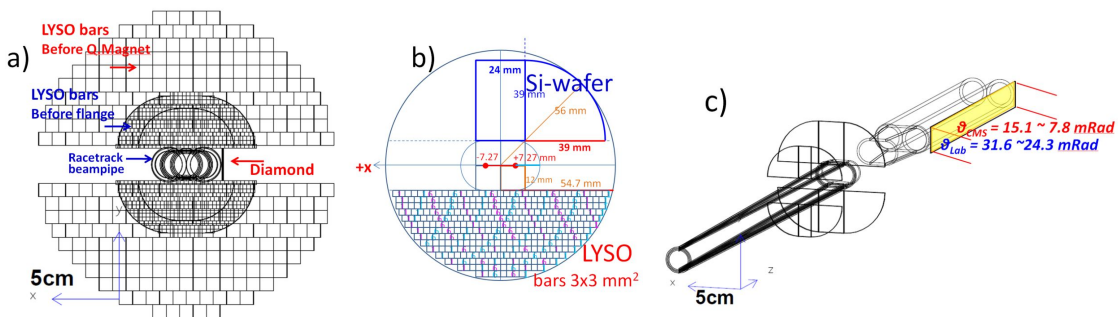 a)
LYSO bars
Before Q Magnet
LYSO bars
Before flange
Racetrack
beampipe
Diamond
y
5cm
x
b)
24 mm
Si-wafer
39 mm
56 mm
39 mm
+x
-7.27
+7.27 mm
12 mm
54.7 mm
LYSO
bars 3x3 mm²
c)
ϑCMS = 15.1 ~ 7.8 mRad
ϑLab = 31.6 ~24.3 mRad
x
z
5cm